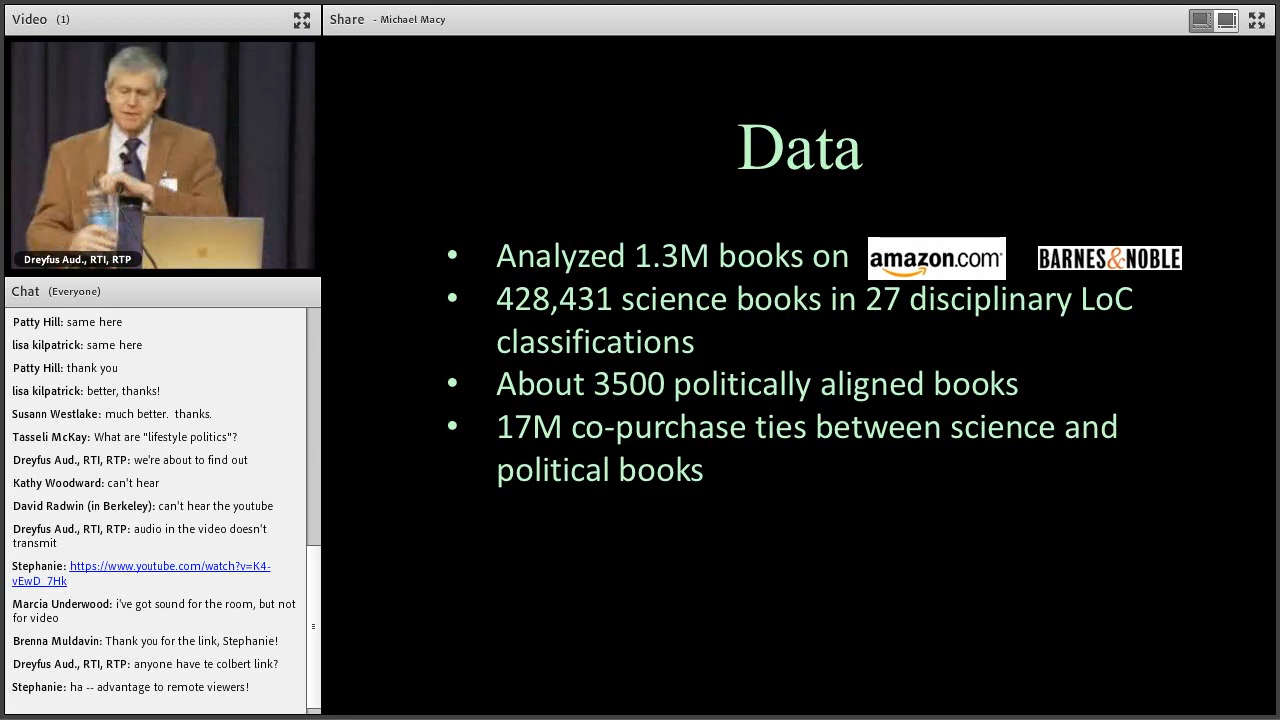 Video (1)
Share - Michael Macy
Dreyfus Aud., RTI, RTP
Chat (Everyone)
Patty Hill: same here
lisa kilpatrick: same here
Patty Hill: thank you
lisa kilpatrick: better, thanks!
Susann Westlake: much better. thanks.
Tasseli McKay: What are "lifestyle politics"?
Dreyfus Aud., RTI, RTP: we're about to find out
Kathy Woodward: can't hear
David Radwin (in Berkeley): can't hear the youtube
Dreyfus Aud., RTI, RTP: audio in the video doesn't
transmit
Stephanie: https://www.youtube.com/watch?v=K4-
vEwD_7Hk
Marcia Underwood: i've got sound for the room, but not
for video
Brenna Muldavin: Thank you for the link, Stephanie!
Dreyfus Aud., RTI, RTP: anyone have te colbert link?
Stephanie: ha -- advantage to remote viewers!
Data
• Analyzed 1.3M books on amazon.com BARNES&NOBLE
• 428,431 science books in 27 disciplinary LoC
classifications
• About 3500 politically aligned books
• 17M co-purchase ties between science and
political books